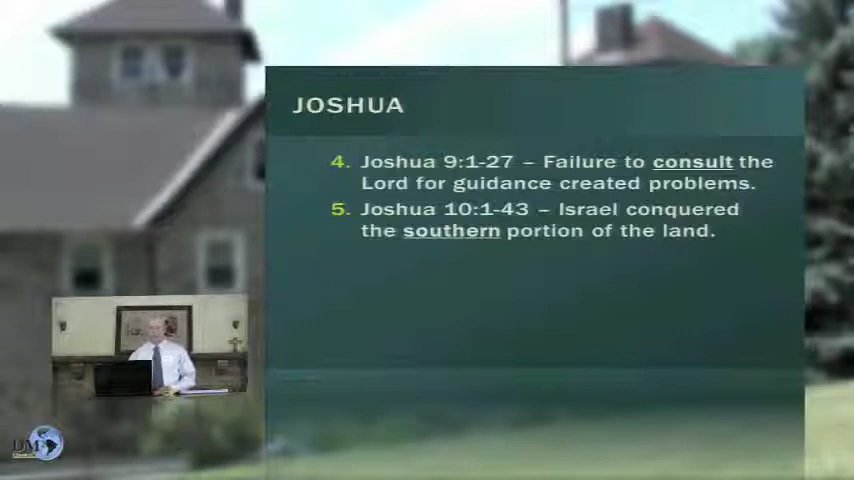 JOSHUA
4. Joshua 9:1-27 – Failure to consult the
Lord for guidance created problems.
5. Joshua 10:1-43 – Israel conquered
the southern portion of the land.
DM